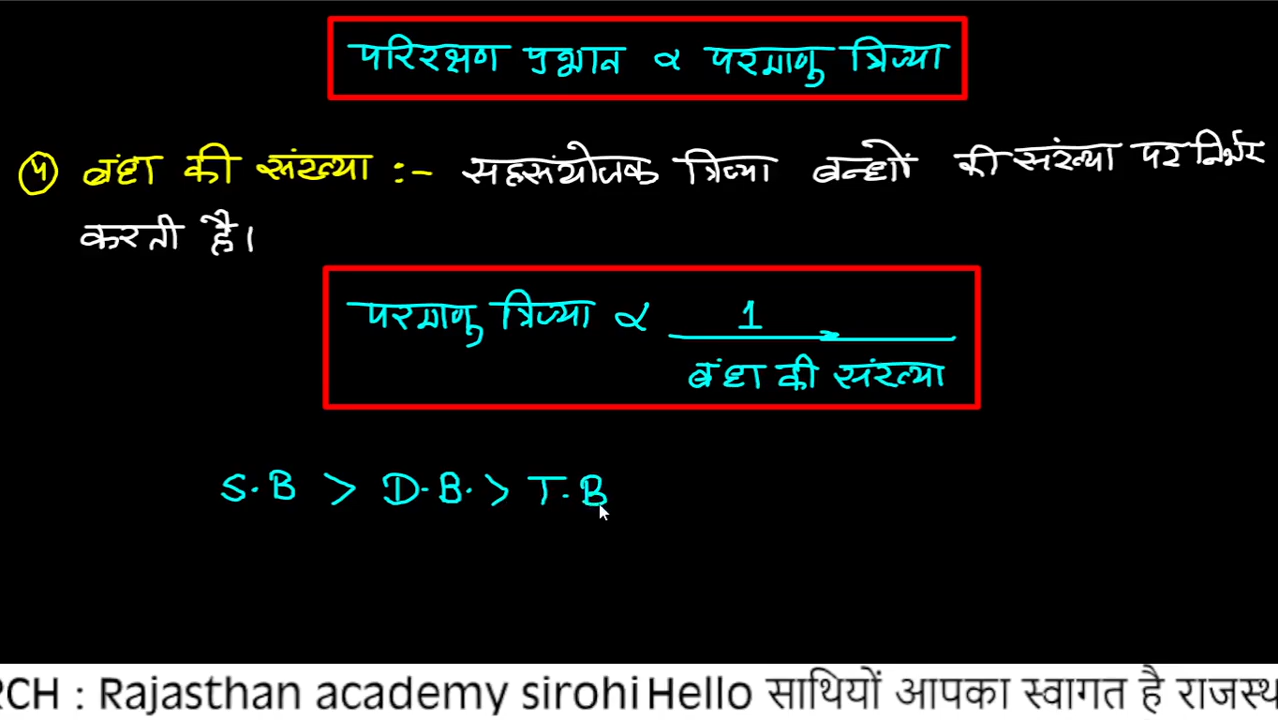 परिरक्षण प्रभाव ∝ परमाणु त्रिज्या
(५) बंध की संख्या :- सहसंयोजक त्रिज्या बन्धों की संख्या पर निर्भर
करती है।
परमाणु त्रिज्या ∝ 1
बंध की संख्या
S.B > D.B. > T.B
RCH : Rajasthan academy sirohi Hello साथियों आपका स्वागत है राजस्थ